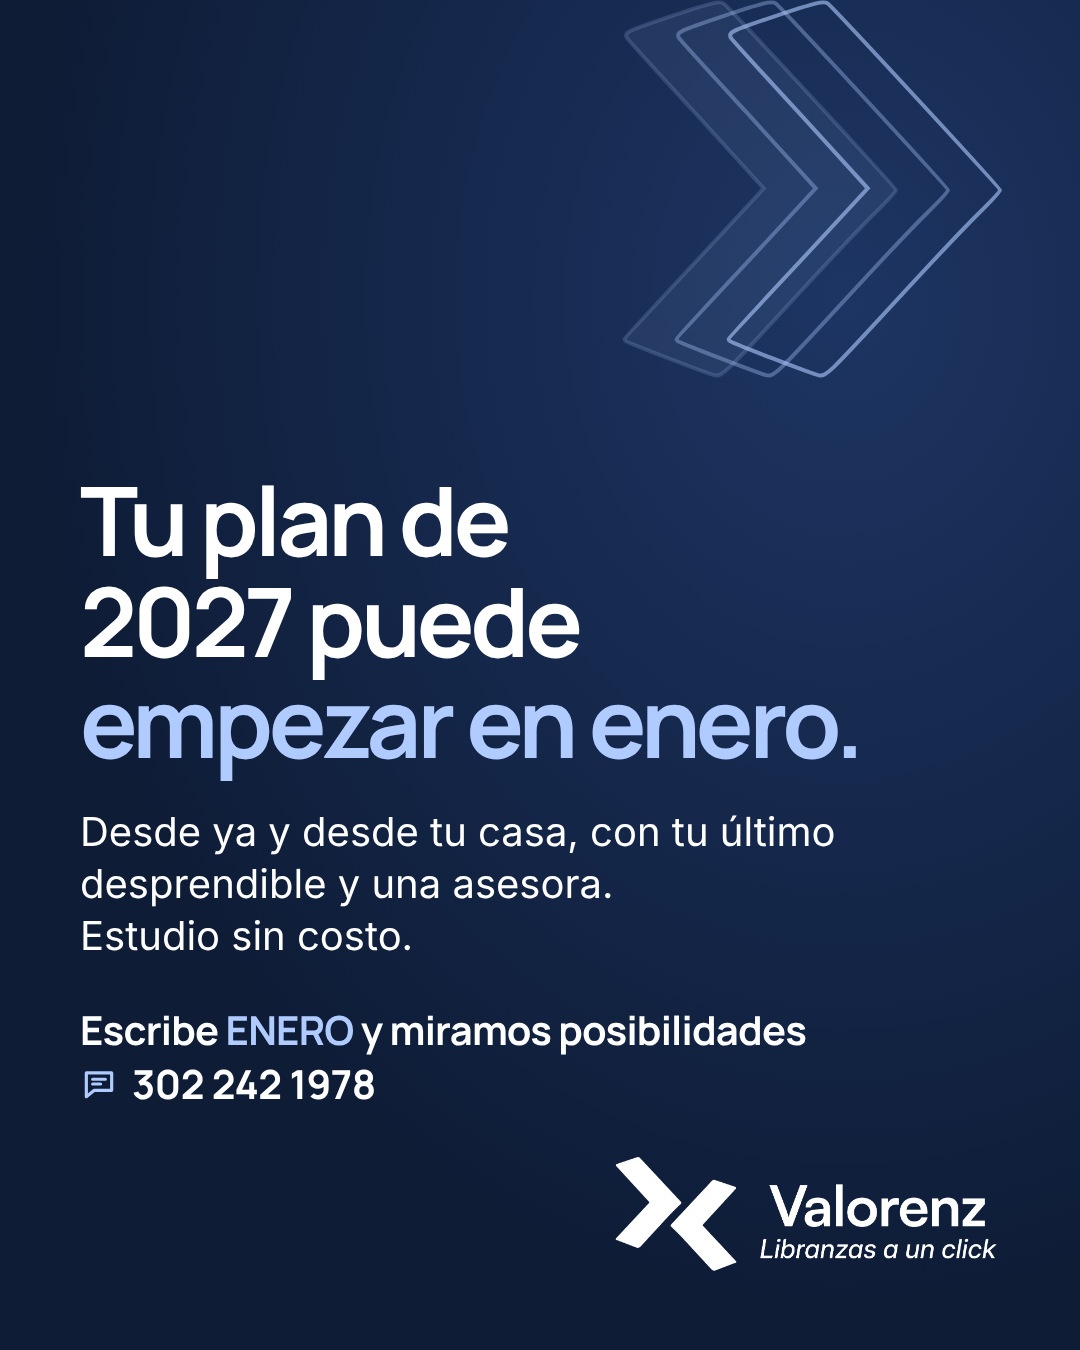 Tu plan de
2027 puede
empezar en enero.
Desde ya y desde tu casa, con tu último
desprendible y una asesora.
Estudio sin costo.
Escribe ENERO y miramos posibilidades
302 242 1978
Valorenz
Libranzas a un click